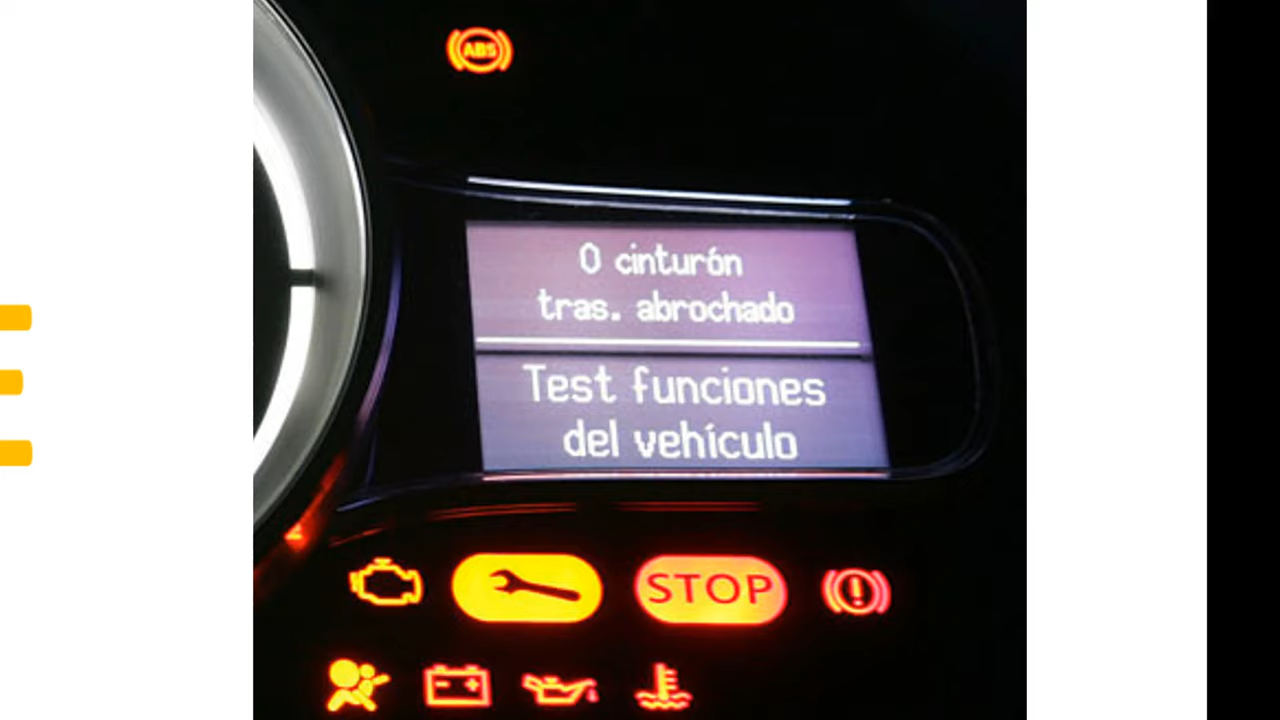 ABS
0 cinturón
tras. abrochado
Test funciones
del vehículo
STOP